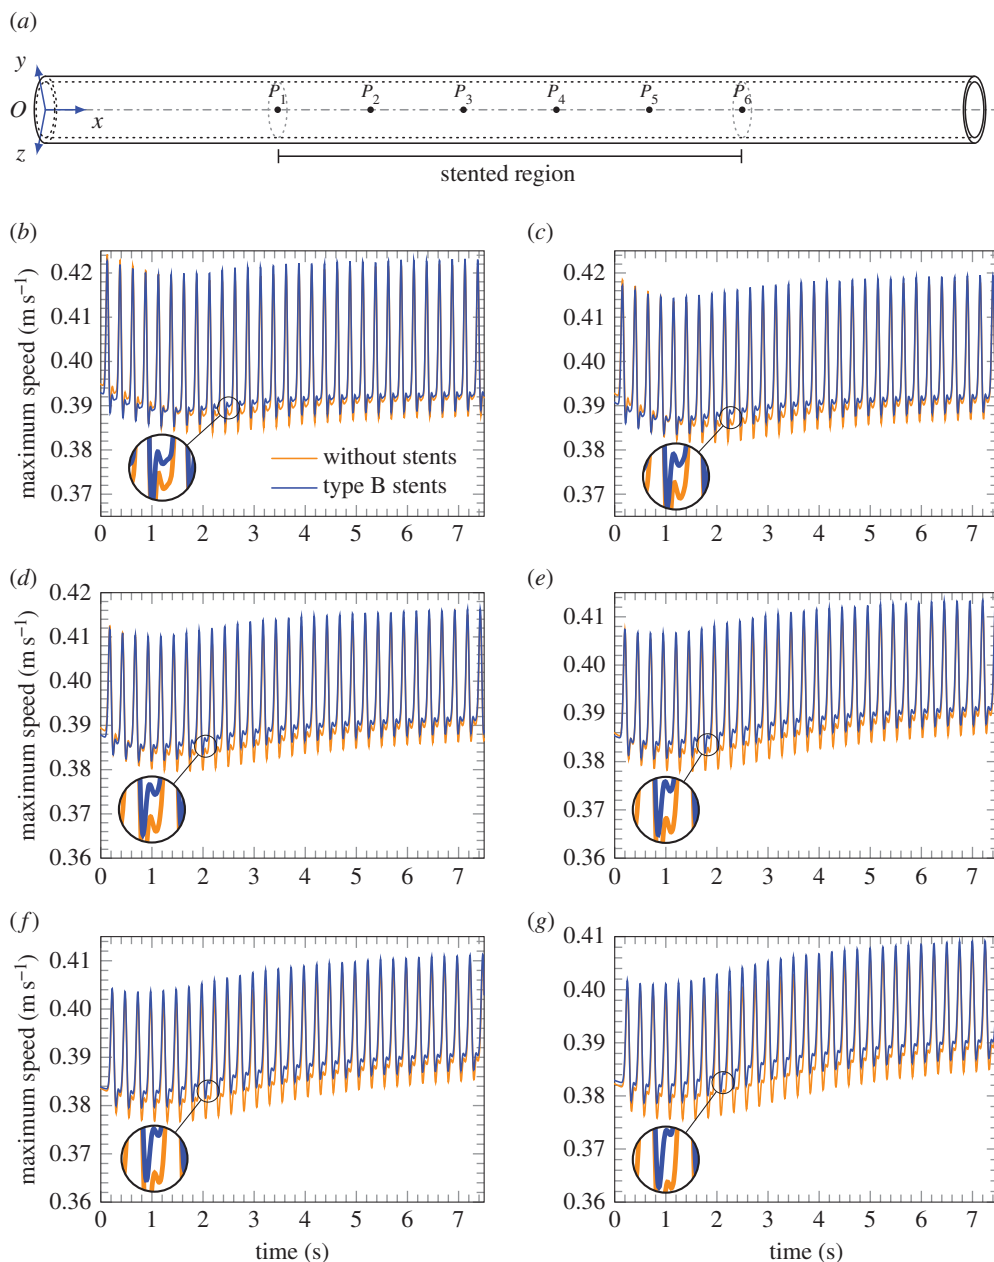 (a)
y
O
x
z
P1 P2 P3 P4 P5 P6
stented region
(b)
maximum speed (m s−1)
0.42
0.41
0.40
0.39
0.38
0.37
without stents
type B stents
0 1 2 3 4 5 6 7
(c)
0.42
0.41
0.40
0.39
0.38
0.37
0 1 2 3 4 5 6 7
(d)
maximum speed (m s−1)
0.42
0.41
0.40
0.39
0.38
0.37
0.36
0 1 2 3 4 5 6 7
(e)
0.41
0.40
0.39
0.38
0.37
0.36
0 1 2 3 4 5 6 7
(f)
maximum speed (m s−1)
0.41
0.40
0.39
0.38
0.37
0.36
0 1 2 3 4 5 6 7
time (s)
(g)
0.41
0.40
0.39
0.38
0.37
0.36
0 1 2 3 4 5 6 7
time (s)